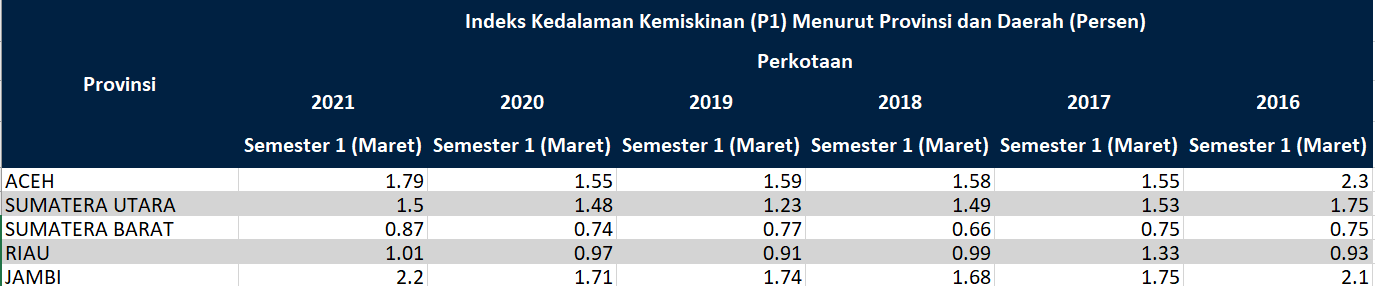 Indeks Kedalaman Kemiskinan (P1) Menurut Provinsi dan Daerah (Persen)
Perkotaan
Provinsi
2021 2020 2019 2018 2017 2016
Semester 1 (Maret) Semester 1 (Maret) Semester 1 (Maret) Semester 1 (Maret) Semester 1 (Maret) Semester 1 (Maret)
ACEH 1.79 1.55 1.59 1.58 1.55 2.3
SUMATERA UTARA 1.5 1.48 1.23 1.49 1.53 1.75
SUMATERA BARAT 0.87 0.74 0.77 0.66 0.75 0.75
RIAU 1.01 0.97 0.91 0.99 1.33 0.93
JAMBI 2.2 1.71 1.74 1.68 1.75 2.1